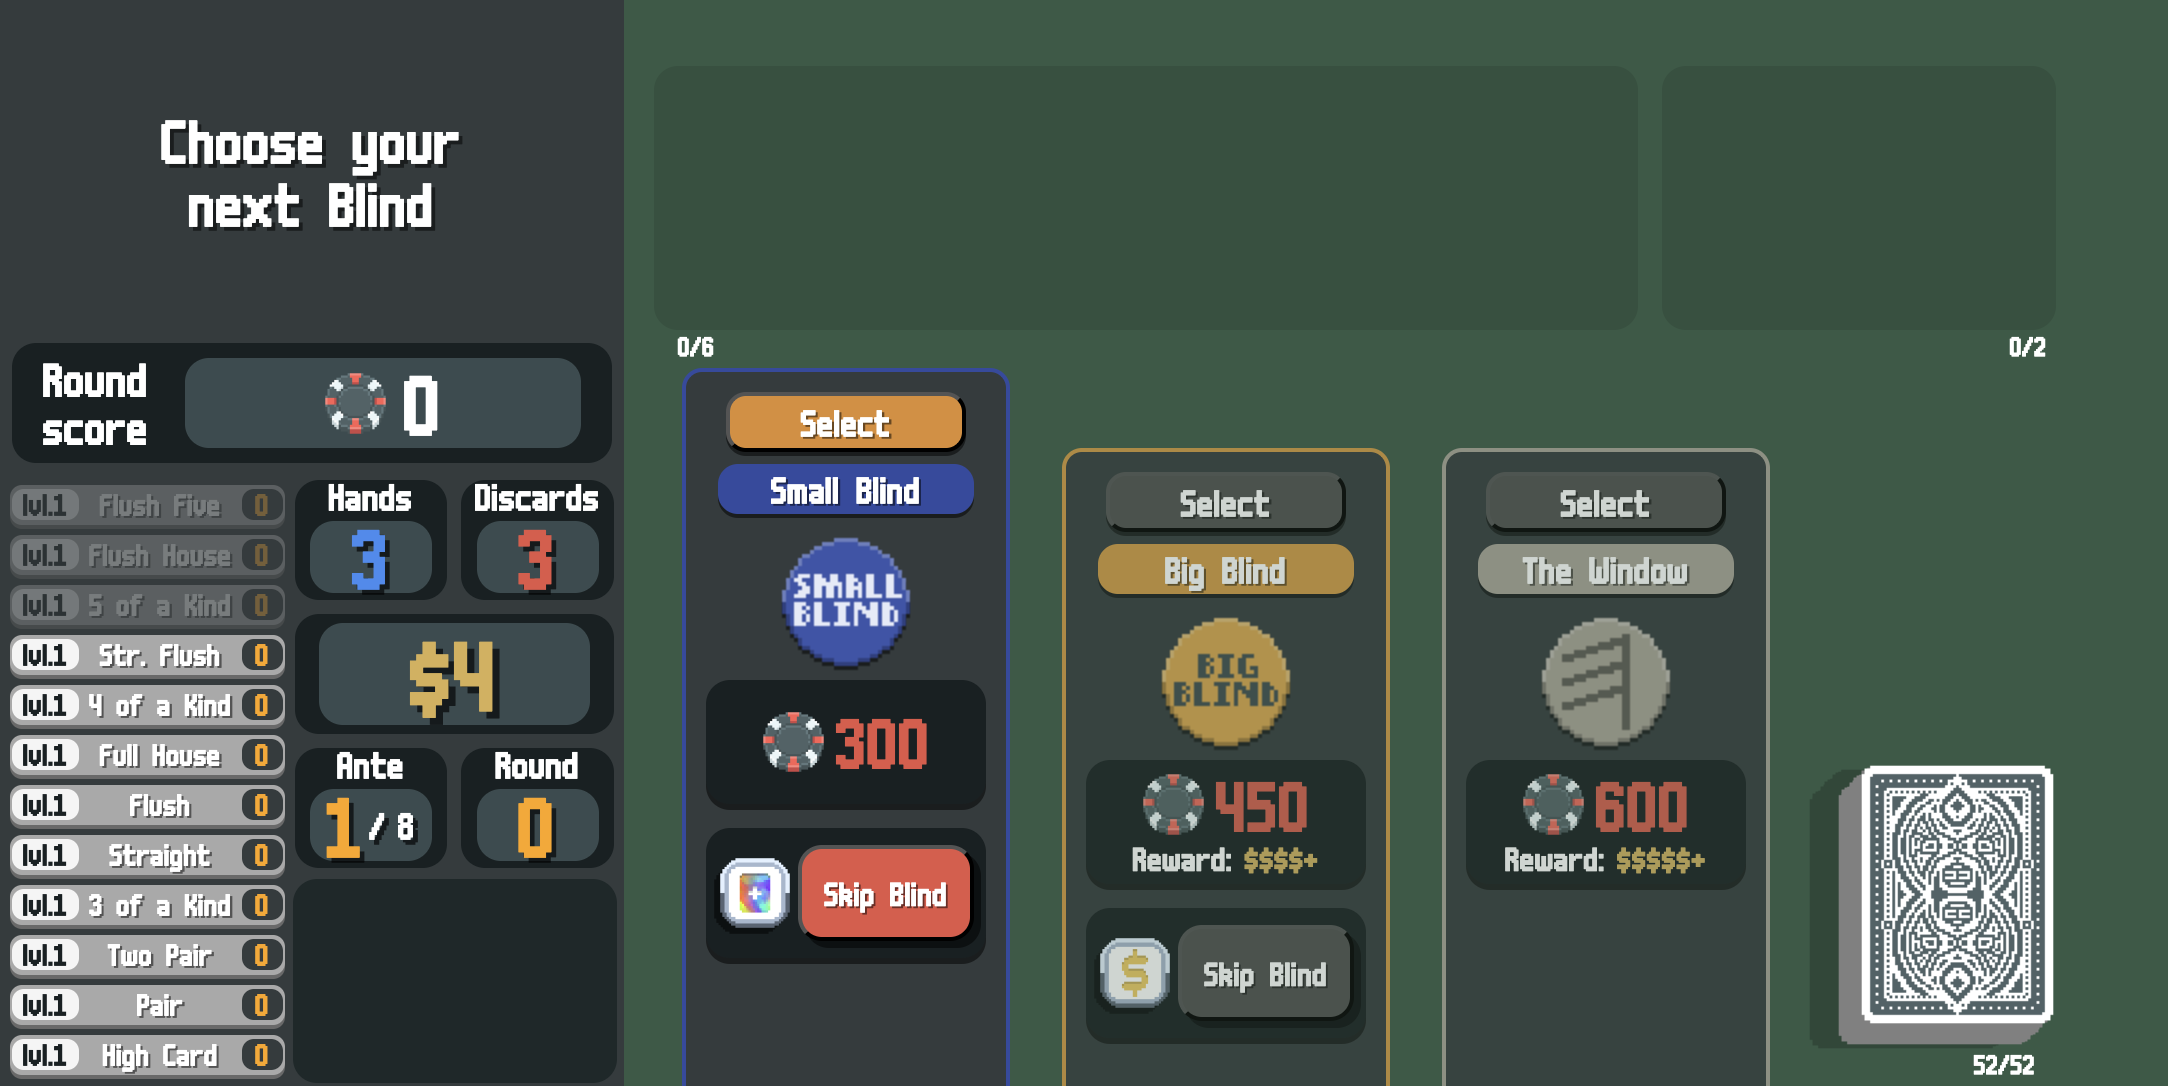 Choose your
next Blind
Round
score
0
lvl.1 Flush Five 0
lvl.1 Flush House 0
lvl.1 5 of a Kind 0
lvl.1 Str. Flush 0
lvl.1 4 of a Kind 0
lvl.1 Full House 0
lvl.1 Flush 0
lvl.1 Straight 0
lvl.1 3 of a Kind 0
lvl.1 Two Pair 0
lvl.1 Pair 0
lvl.1 High Card 0
Hands
3
Discards
3
$4
Ante
1 / 8
Round
0
0/6
0/2
Select
Small Blind
SMALL
BLIND
300
Skip Blind
Select
Big Blind
BIG
BLIND
450
Reward: $$$$+
$
Skip Blind
Select
The Window
600
Reward: $$$$$+
52/52